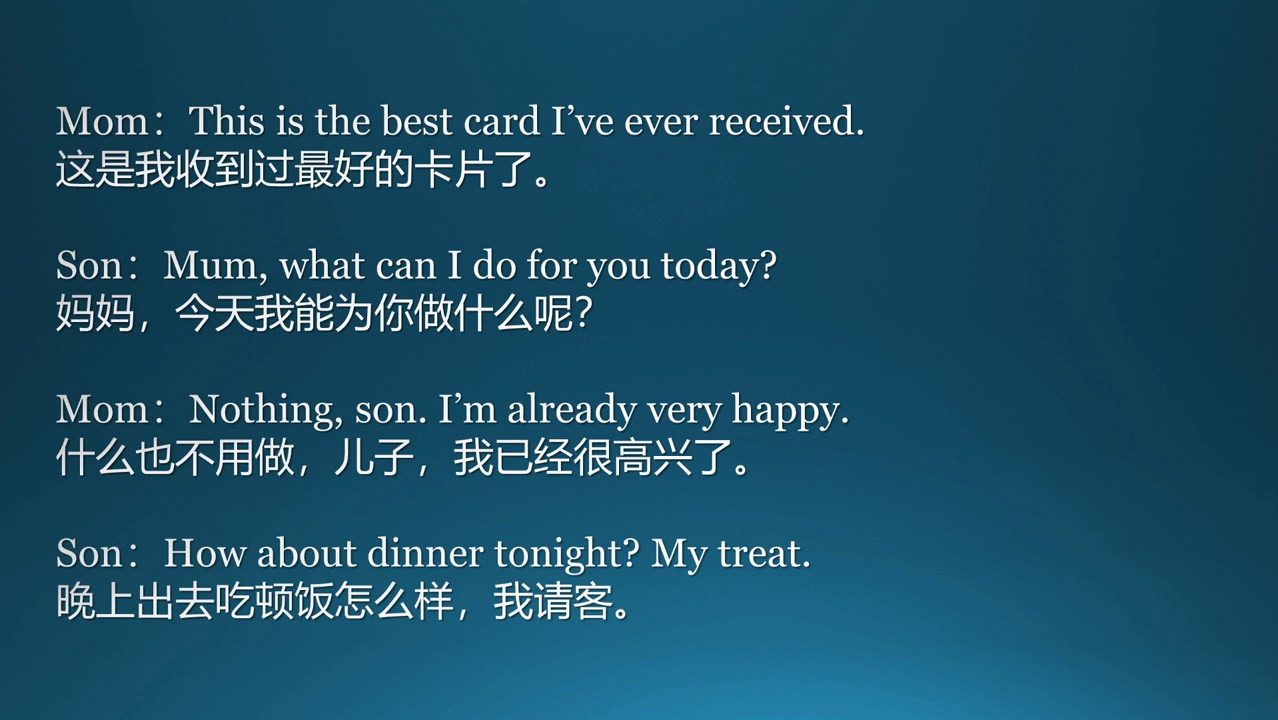 Mom：This is the best card I’ve ever received.
这是我收到过最好的卡片了。
Son：Mum, what can I do for you today?
妈妈，今天我能为你做什么呢？
Mom：Nothing, son. I’m already very happy.
什么也不用做，儿子，我已经很高兴了。
Son：How about dinner tonight? My treat.
晚上出去吃顿饭怎么样，我请客。